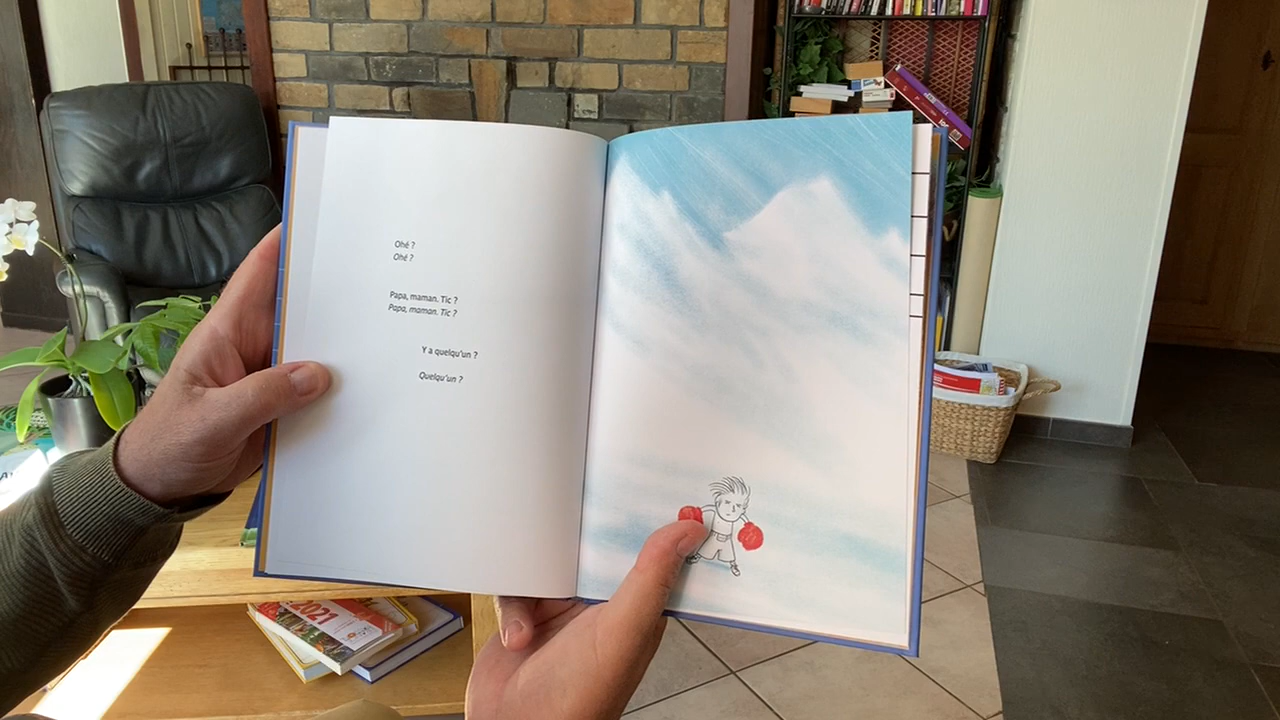 Ohé ?
Ohé ?
Papa, maman. Tic ?
Papa, maman. Tic ?
Y a quelqu'un ?
Quelqu'un ?
2021